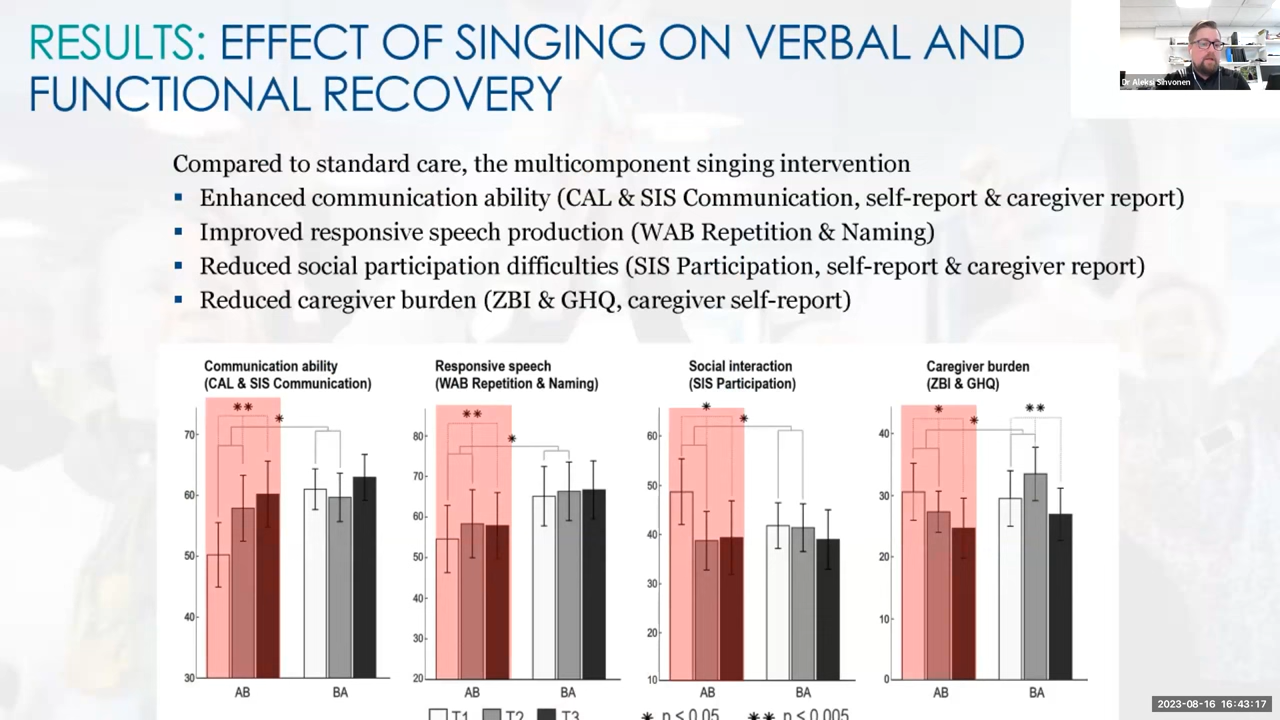 RESULTS: EFFECT OF SINGING ON VERBAL AND
FUNCTIONAL RECOVERY
Dr Aleksi Sihvonen
Compared to standard care, the multicomponent singing intervention
▪ Enhanced communication ability (CAL & SIS Communication, self-report & caregiver report)
▪ Improved responsive speech production (WAB Repetition & Naming)
▪ Reduced social participation difficulties (SIS Participation, self-report & caregiver report)
▪ Reduced caregiver burden (ZBI & GHQ, caregiver self-report)
Communication ability
(CAL & SIS Communication)
70
60
50
40
30
AB BA
Responsive speech
(WAB Repetition & Naming)
80
70
60
50
40
30
20
AB BA
Social interaction
(SIS Participation)
60
50
40
30
20
10
AB BA
Caregiver burden
(ZBI & GHQ)
40
30
20
10
0
AB BA
T1 T2 T3 * p < 0.05 ** p < 0.005
2023-08-16 16:43:17